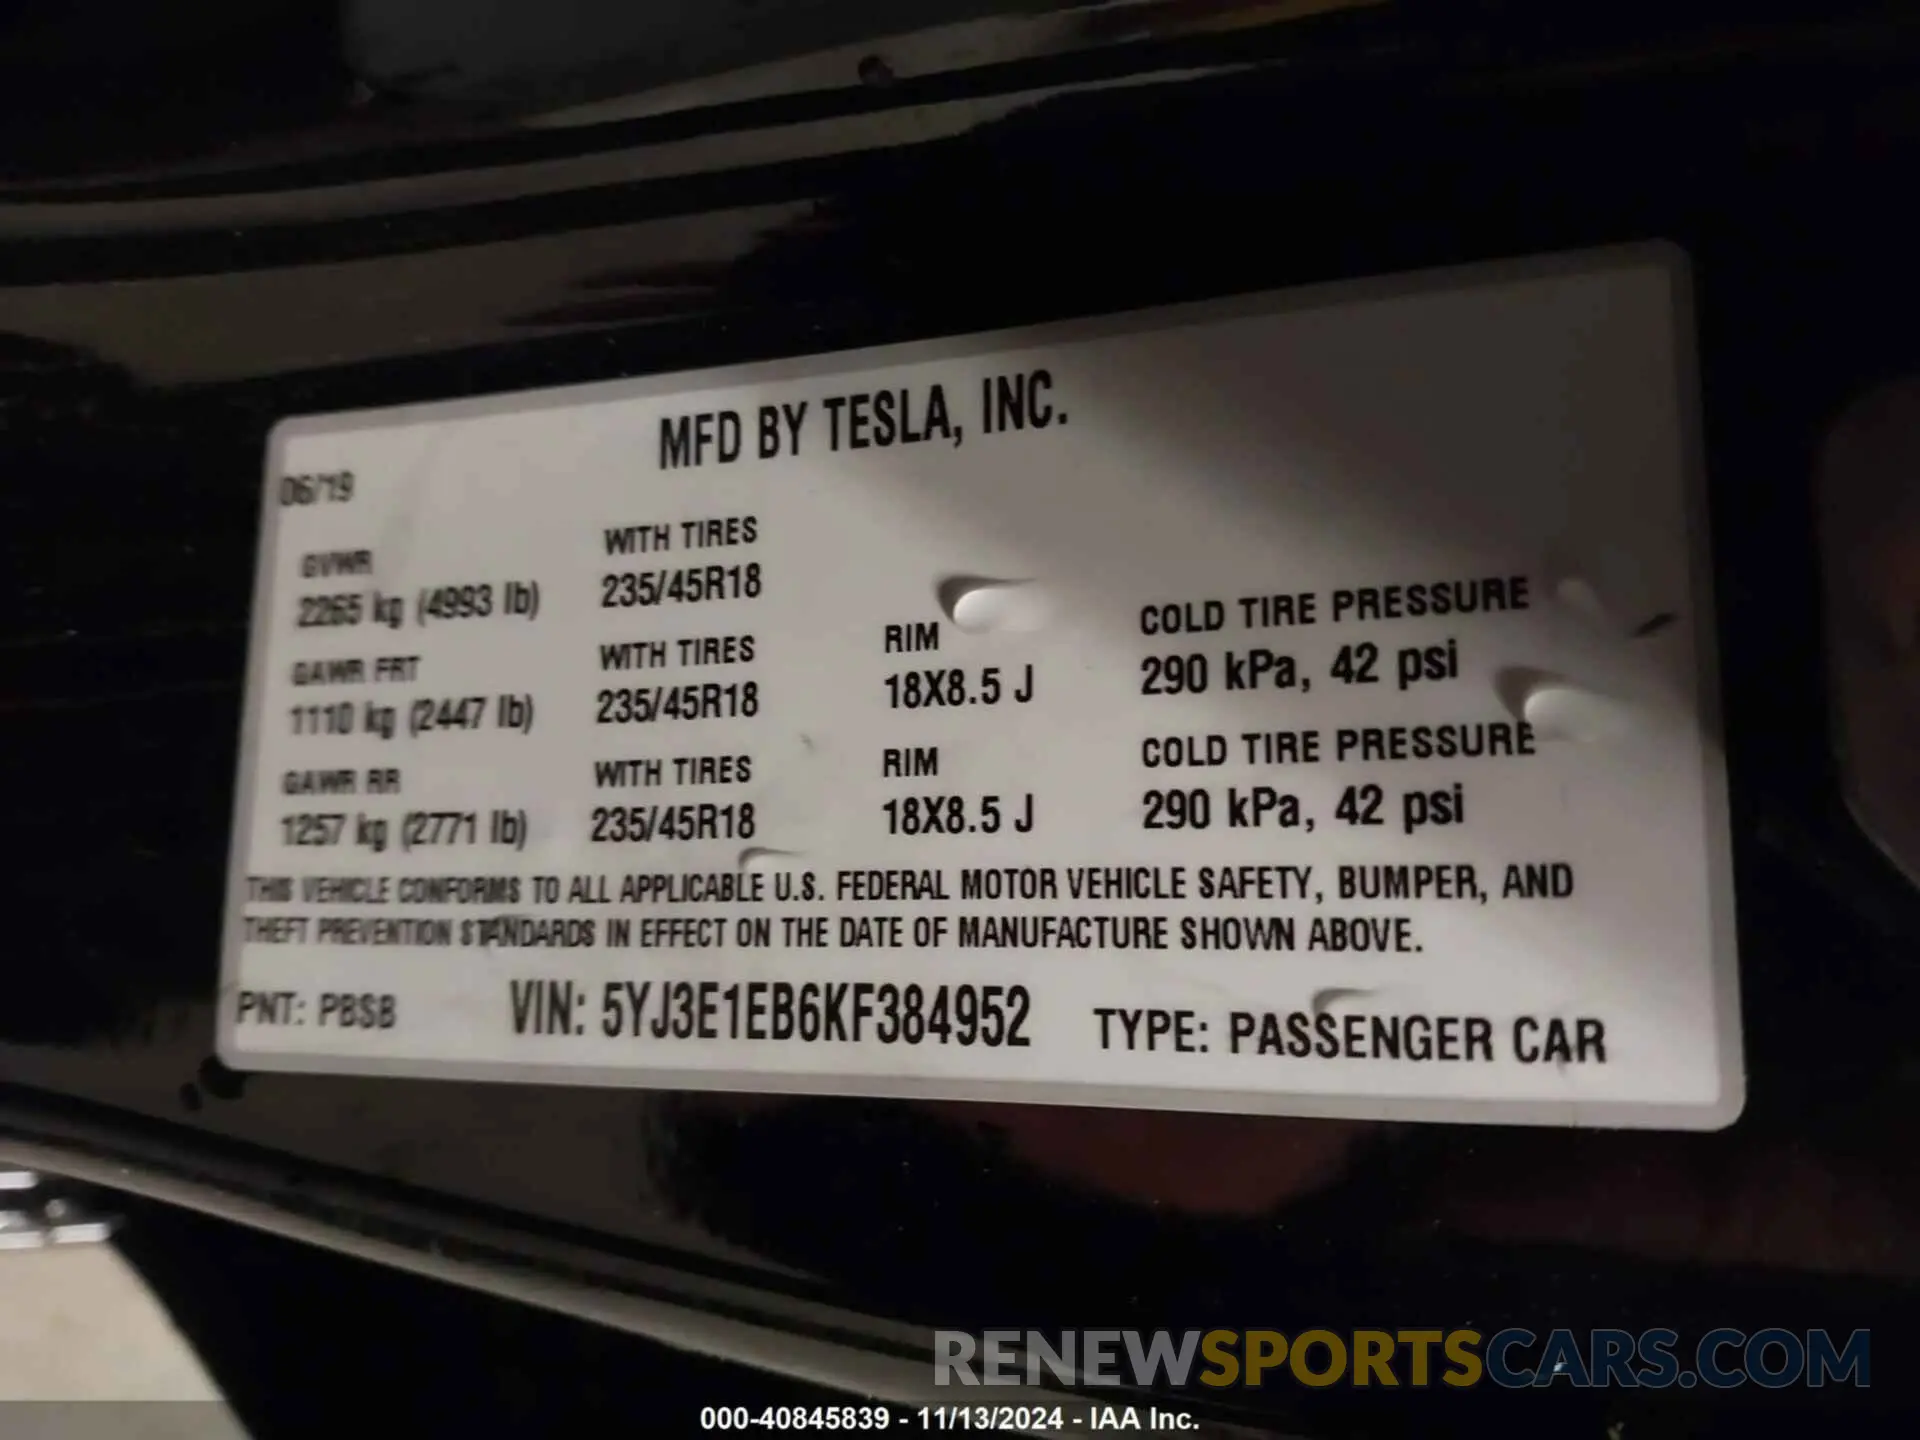 MFD BY TESLA, INC.
06/19
GVWR WITH TIRES
2265 kg (4993 lb) 235/45R18
GAWR FRT WITH TIRES RIM COLD TIRE PRESSURE
1110 kg (2447 lb) 235/45R18 18X8.5 J 290 kPa, 42 psi
GAWR RR WITH TIRES RIM COLD TIRE PRESSURE
1257 kg (2771 lb) 235/45R18 18X8.5 J 290 kPa, 42 psi
THIS VEHICLE CONFORMS TO ALL APPLICABLE U.S. FEDERAL MOTOR VEHICLE SAFETY, BUMPER, AND
THEFT PREVENTION STANDARDS IN EFFECT ON THE DATE OF MANUFACTURE SHOWN ABOVE.
PNT: PBSB VIN: 5YJ3E1EB6KF384952 TYPE: PASSENGER CAR
RENEWSPORTSCARS.COM
000-40845839 - 11/13/2024 - IAA Inc.